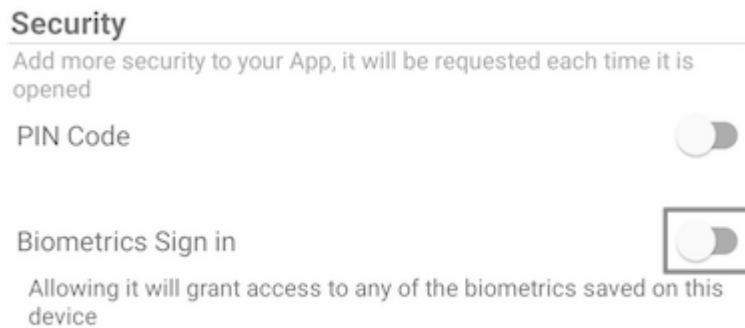 Security
Add more security to your App, it will be requested each time it is
opened
PIN Code
Biometrics Sign in
Allowing it will grant access to any of the biometrics saved on this
device